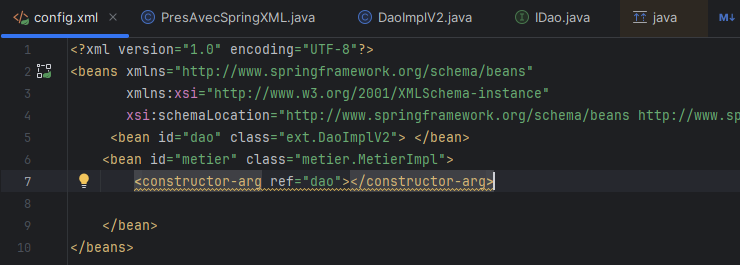 config.xml × PresAvecSpringXML.java DaoImplV2.java IDao.java java M↓
1 <?xml version="1.0" encoding="UTF-8"?>
2 <beans xmlns="http://www.springframework.org/schema/beans"
3 xmlns:xsi="http://www.w3.org/2001/XMLSchema-instance"
4 xsi:schemaLocation="http://www.springframework.org/schema/beans http://www.sp
5 <bean id="dao" class="ext.DaoImplV2"> </bean>
6 <bean id="metier" class="metier.MetierImpl">
7 <constructor-arg ref="dao"></constructor-arg>
8
9 </bean>
10 </beans>